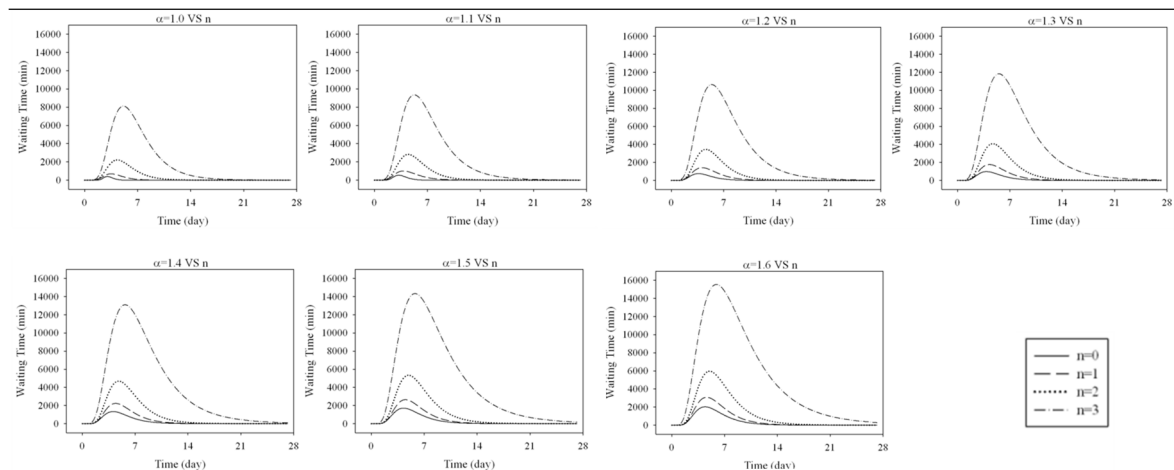 α=1.0 VS n
16000
14000
12000
10000
8000
6000
4000
2000
0
Waiting Time (min)
0 7 14 21 28
Time (day)
α=1.1 VS n
16000
14000
12000
10000
8000
6000
4000
2000
0
Waiting Time (min)
0 7 14 21 28
Time (day)
α=1.2 VS n
16000
14000
12000
10000
8000
6000
4000
2000
0
Waiting Time (min)
0 7 14 21 28
Time (day)
α=1.3 VS n
16000
14000
12000
10000
8000
6000
4000
2000
0
Waiting Time (min)
0 7 14 21 28
Time (day)
α=1.4 VS n
16000
14000
12000
10000
8000
6000
4000
2000
0
Waiting Time (min)
0 7 14 21 28
Time (day)
α=1.5 VS n
16000
14000
12000
10000
8000
6000
4000
2000
0
Waiting Time (min)
0 7 14 21 28
Time (day)
α=1.6 VS n
16000
14000
12000
10000
8000
6000
4000
2000
0
Waiting Time (min)
0 7 14 21 28
Time (day)
n=0
n=1
n=2
n=3